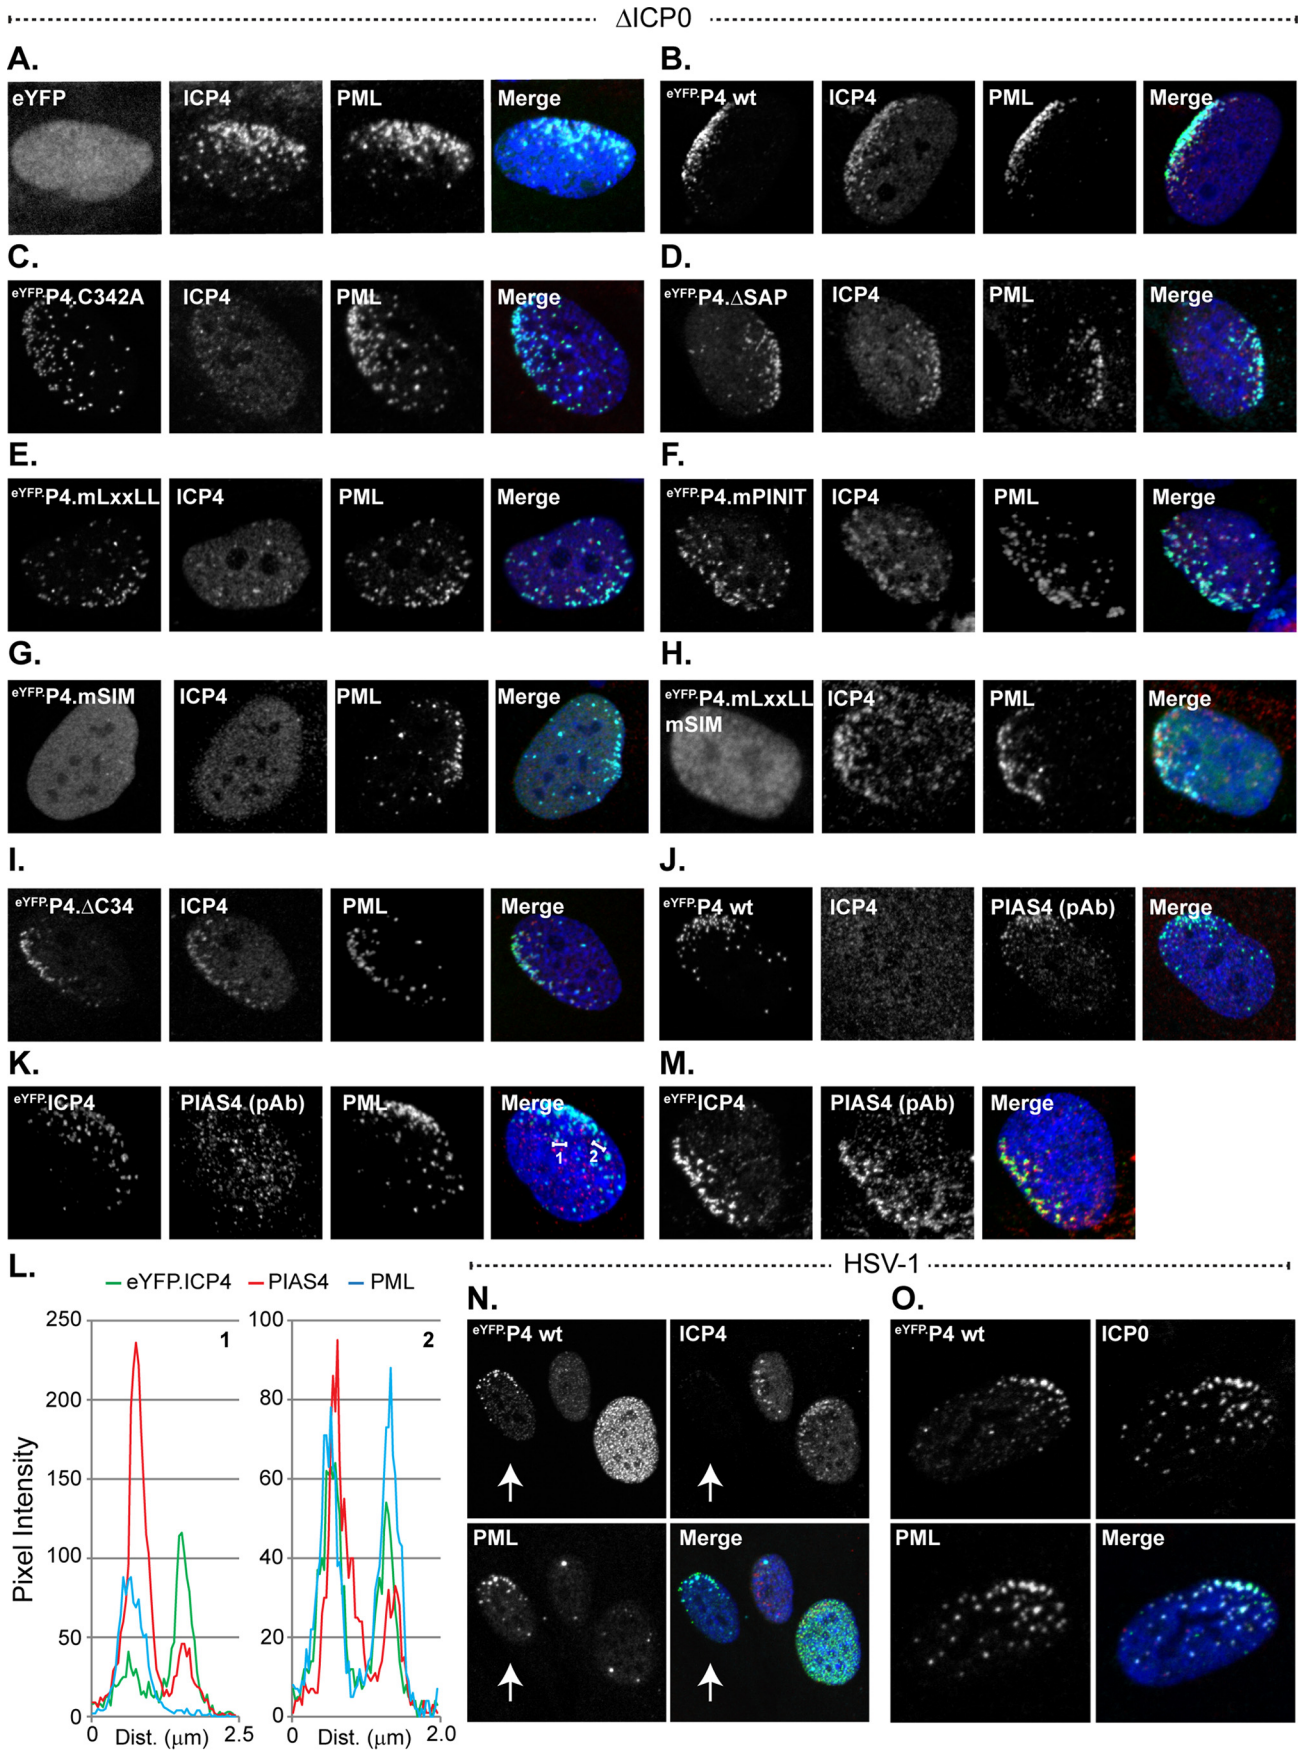 ΔICP0
A.
eYFP ICP4 PML Merge
B.
eYFP.P4 wt ICP4 PML Merge
C.
eYFP.P4.C342A ICP4 PML Merge
D.
eYFP.P4.ΔSAP ICP4 PML Merge
E.
eYFP.P4.mLxxLL ICP4 PML Merge
F.
eYFP.P4.mPINIT ICP4 PML Merge
G.
eYFP.P4.mSIM ICP4 PML Merge
H.
eYFP.P4.mLxxLL ICP4 PML Merge
mSIM
I.
eYFP.P4.ΔC34 ICP4 PML Merge
J.
eYFP.P4 wt ICP4 PIAS4 (pAb) Merge
K.
eYFP.ICP4 PIAS4 (pAb) PML Merge
1 2
M.
eYFP.ICP4 PIAS4 (pAb) Merge
L.
eYFP.ICP4 PIAS4 PML
Pixel Intensity
250
200
150
100
50
0
1
0 Dist. (μm) 2.5
100
80
60
40
20
0
2
0 Dist. (μm) 2.0
HSV-1
N.
eYFP.P4 wt ICP4
PML Merge
O.
eYFP.P4 wt ICP0
PML Merge